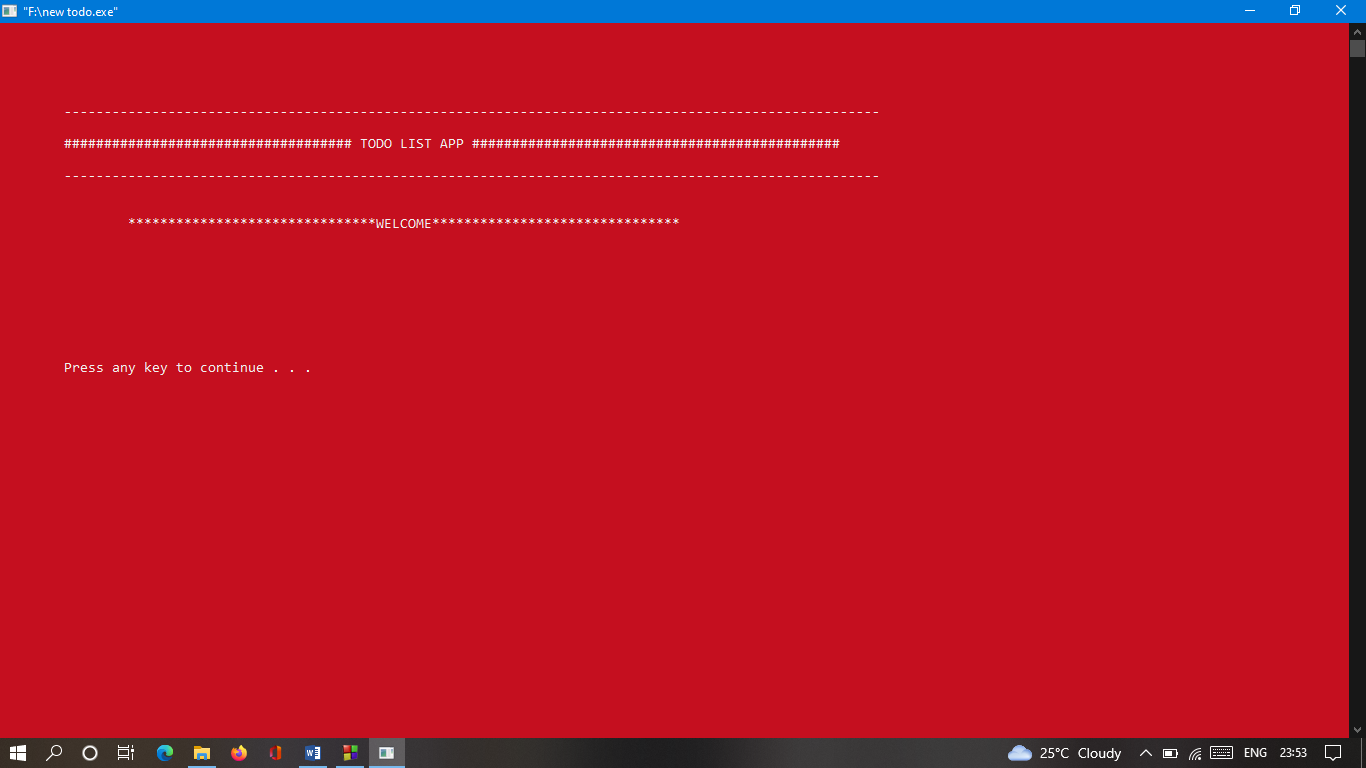 "F:\new todo.exe"
------------------------------------------------------------------------------------------------------
#################################### TODO LIST APP ##############################################
------------------------------------------------------------------------------------------------------
*******************************WELCOME*******************************
Press any key to continue . . .
25°C Cloudy ENG 23:53